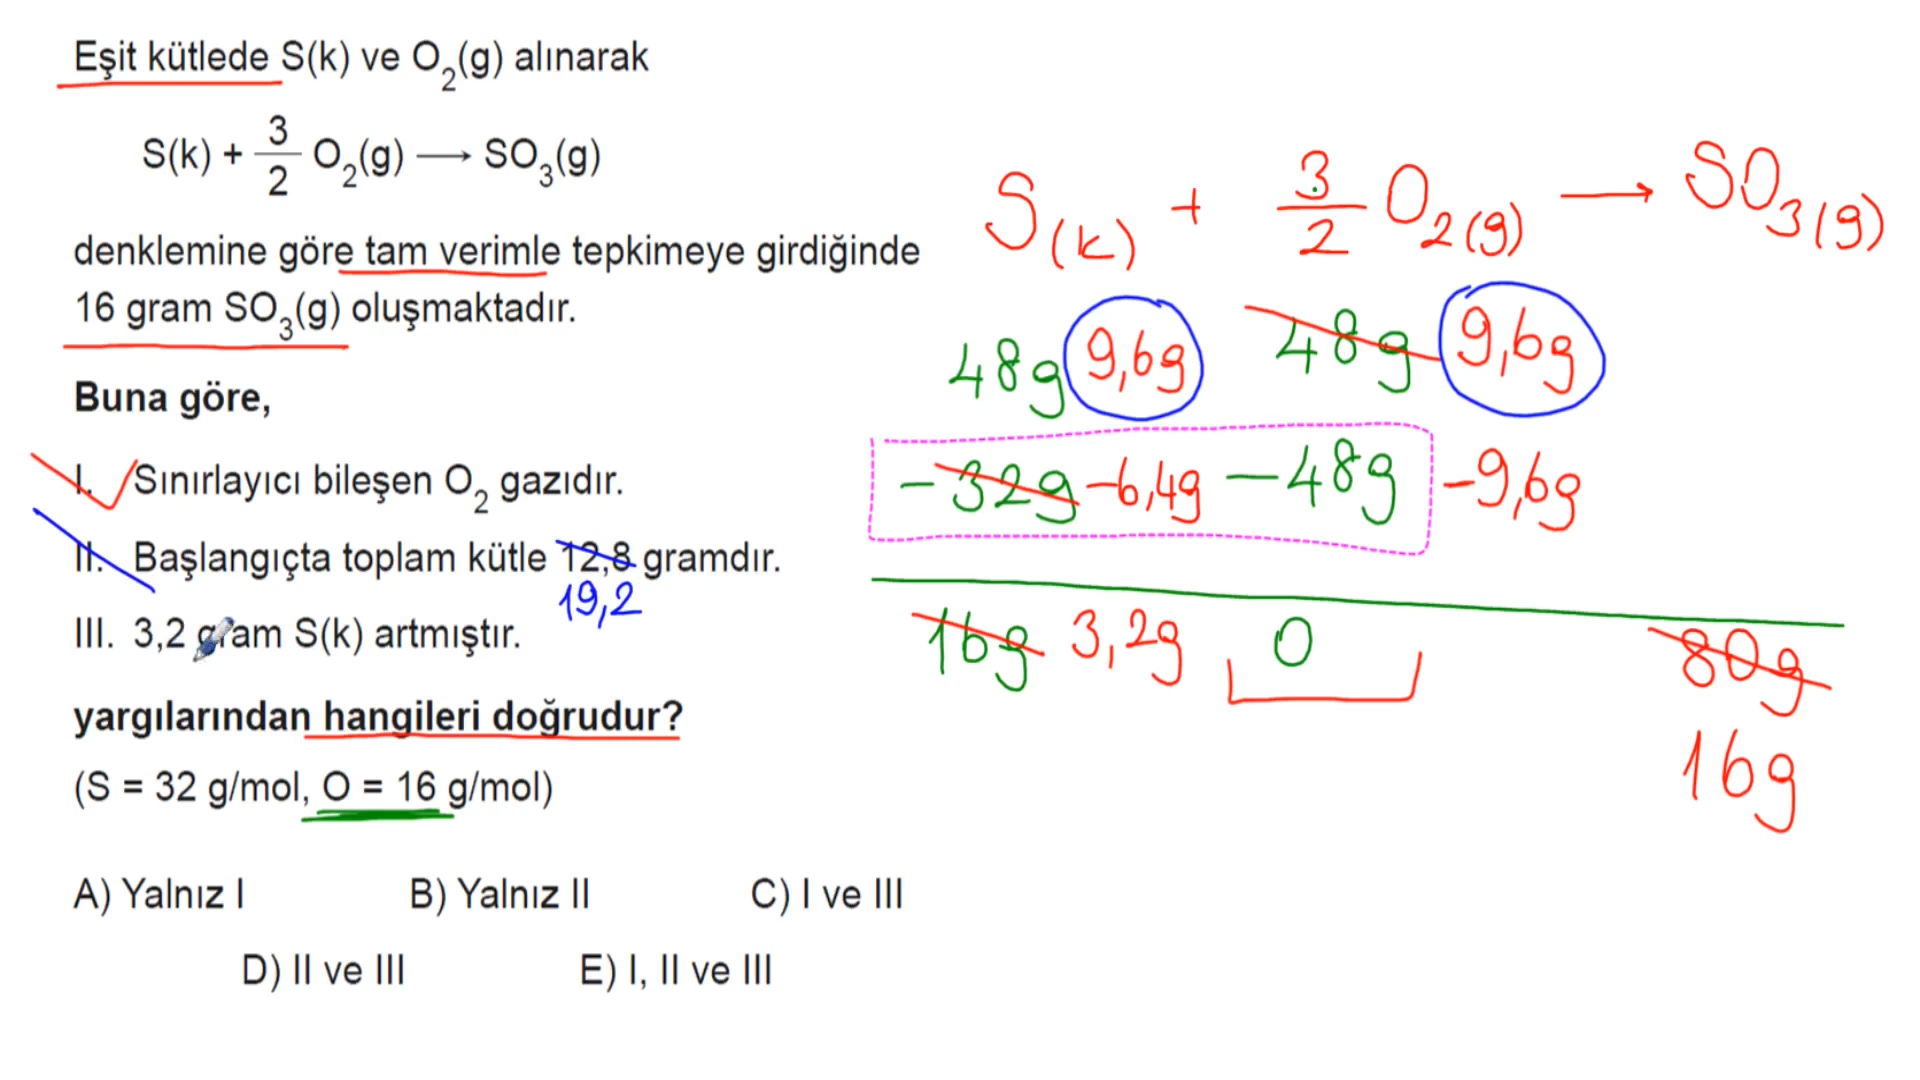 Eşit kütlede S(k) ve O₂(g) alınarak
S(k) + 3/2 O₂(g) ⟶ SO₃(g)
denklemine göre tam verimle tepkimeye girdiğinde
16 gram SO₃(g) oluşmaktadır.
Buna göre,
I. Sınırlayıcı bileşen O₂ gazıdır.
II. Başlangıçta toplam kütle 12,8 gramdır.
19,2
III. 3,2 gram S(k) artmıştır.
yargılarından hangileri doğrudur?
(S = 32 g/mol, O = 16 g/mol)
A) Yalnız I B) Yalnız II C) I ve III
D) II ve III E) I, II ve III
S(k) + 3/2 O₂(g) ⟶ SO₃(g)
48g 9,6g 48g 9,6g
-32g -6,4g -48g -9,6g
16g 3,2g 0 80g
16g